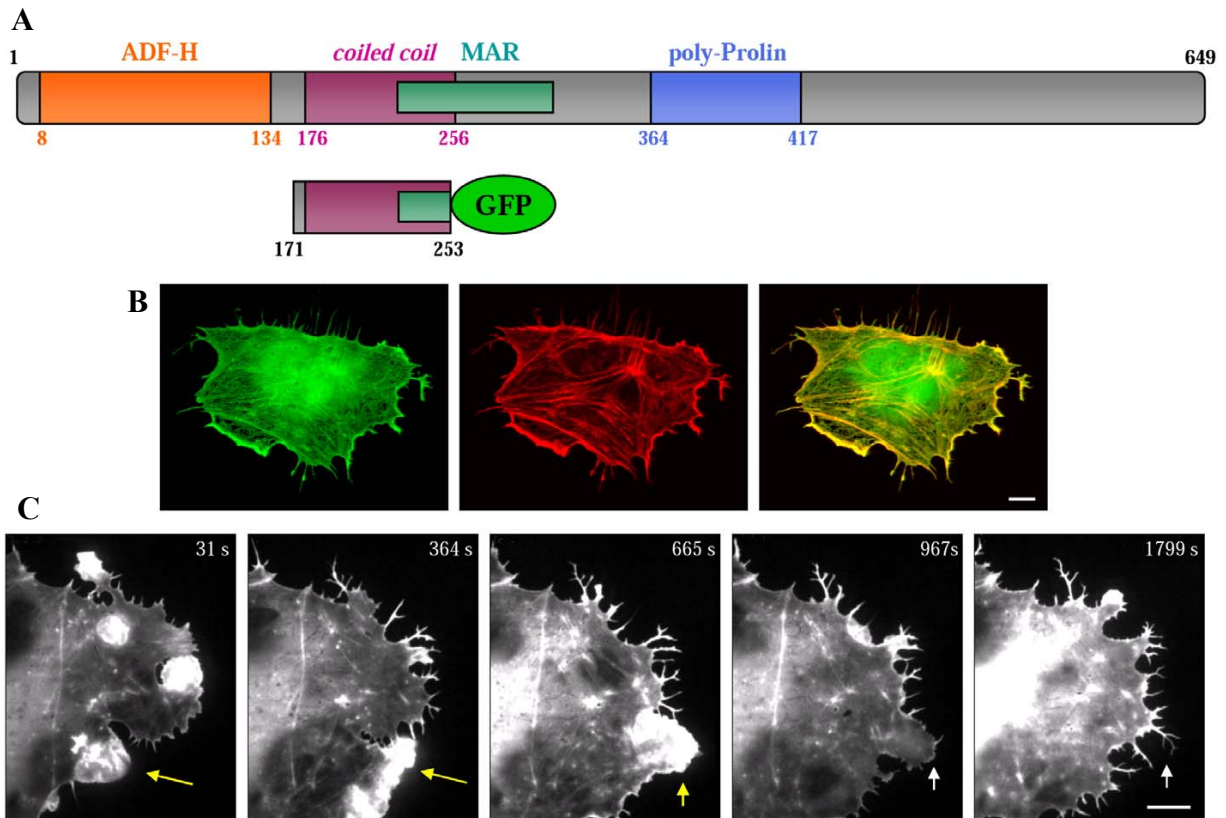 A
ADF-H coiled coil MAR poly-Prolin
1 649
8 134 176 256 364 417
GFP
171 253
B
C
31 s 364 s 665 s 967s 1799 s